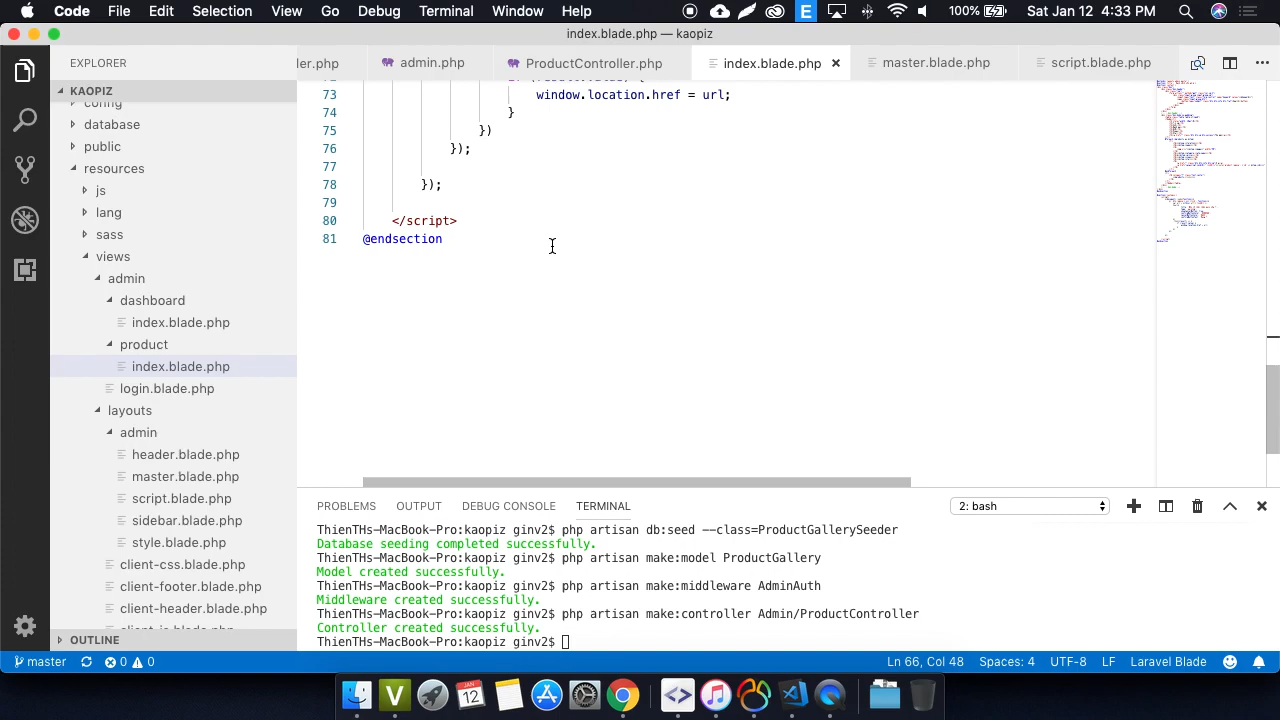 Code File Edit Selection View Go Debug Terminal Window Help 100% Sat Jan 12 4:33 PM
index.blade.php — kaopiz
EXPLORER
ler.php admin.php ProductController.php index.blade.php master.blade.php script.blade.php
KAOPIZ
config
database
public
resources
js
lang
sass
views
admin
dashboard
index.blade.php
product
index.blade.php
login.blade.php
layouts
admin
header.blade.php
master.blade.php
script.blade.php
sidebar.blade.php
style.blade.php
client-css.blade.php
client-footer.blade.php
client-header.blade.php
OUTLINE
73 window.location.href = url;
74 }
75 })
76 });
77
78 });
79
80 </script>
81 @endsection
PROBLEMS OUTPUT DEBUG CONSOLE TERMINAL 2: bash
ThienTHs-MacBook-Pro:kaopiz ginv2$ php artisan db:seed --class=ProductGallerySeeder
Database seeding completed successfully.
ThienTHs-MacBook-Pro:kaopiz ginv2$ php artisan make:model ProductGallery
Model created successfully.
ThienTHs-MacBook-Pro:kaopiz ginv2$ php artisan make:middleware AdminAuth
Middleware created successfully.
ThienTHs-MacBook-Pro:kaopiz ginv2$ php artisan make:controller Admin/ProductController
Controller created successfully.
ThienTHs-MacBook-Pro:kaopiz ginv2$
master 0 0 Ln 66, Col 48 Spaces: 4 UTF-8 LF Laravel Blade
JAN
12